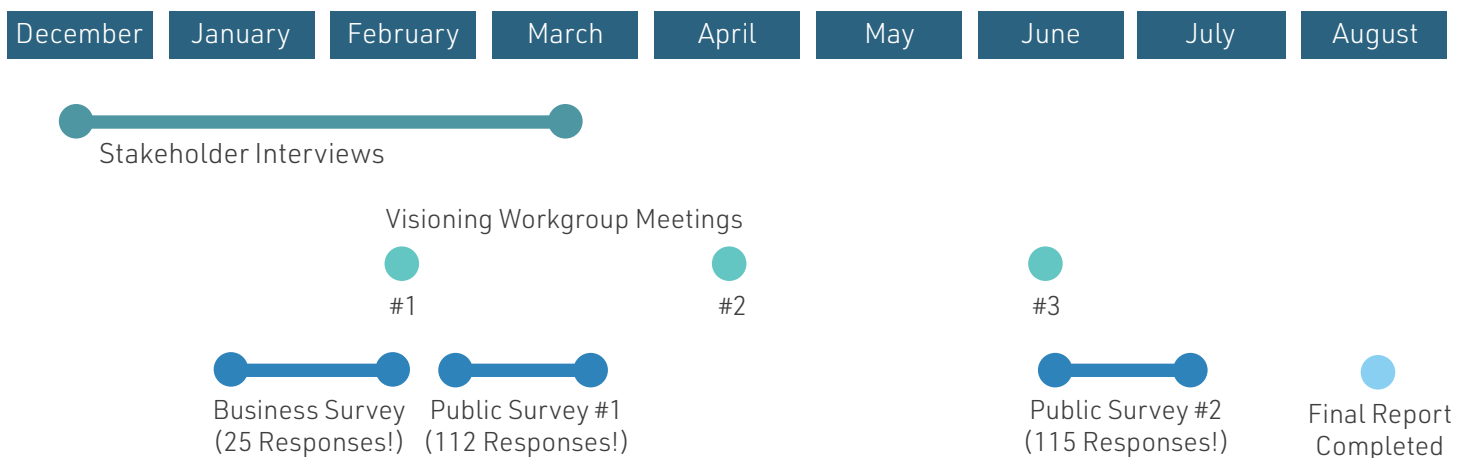 December January February March April May June July August
Stakeholder Interviews
Visioning Workgroup Meetings
#1 #2 #3
Business Survey
(25 Responses!)
Public Survey #1
(112 Responses!)
Public Survey #2
(115 Responses!)
Final Report
Completed